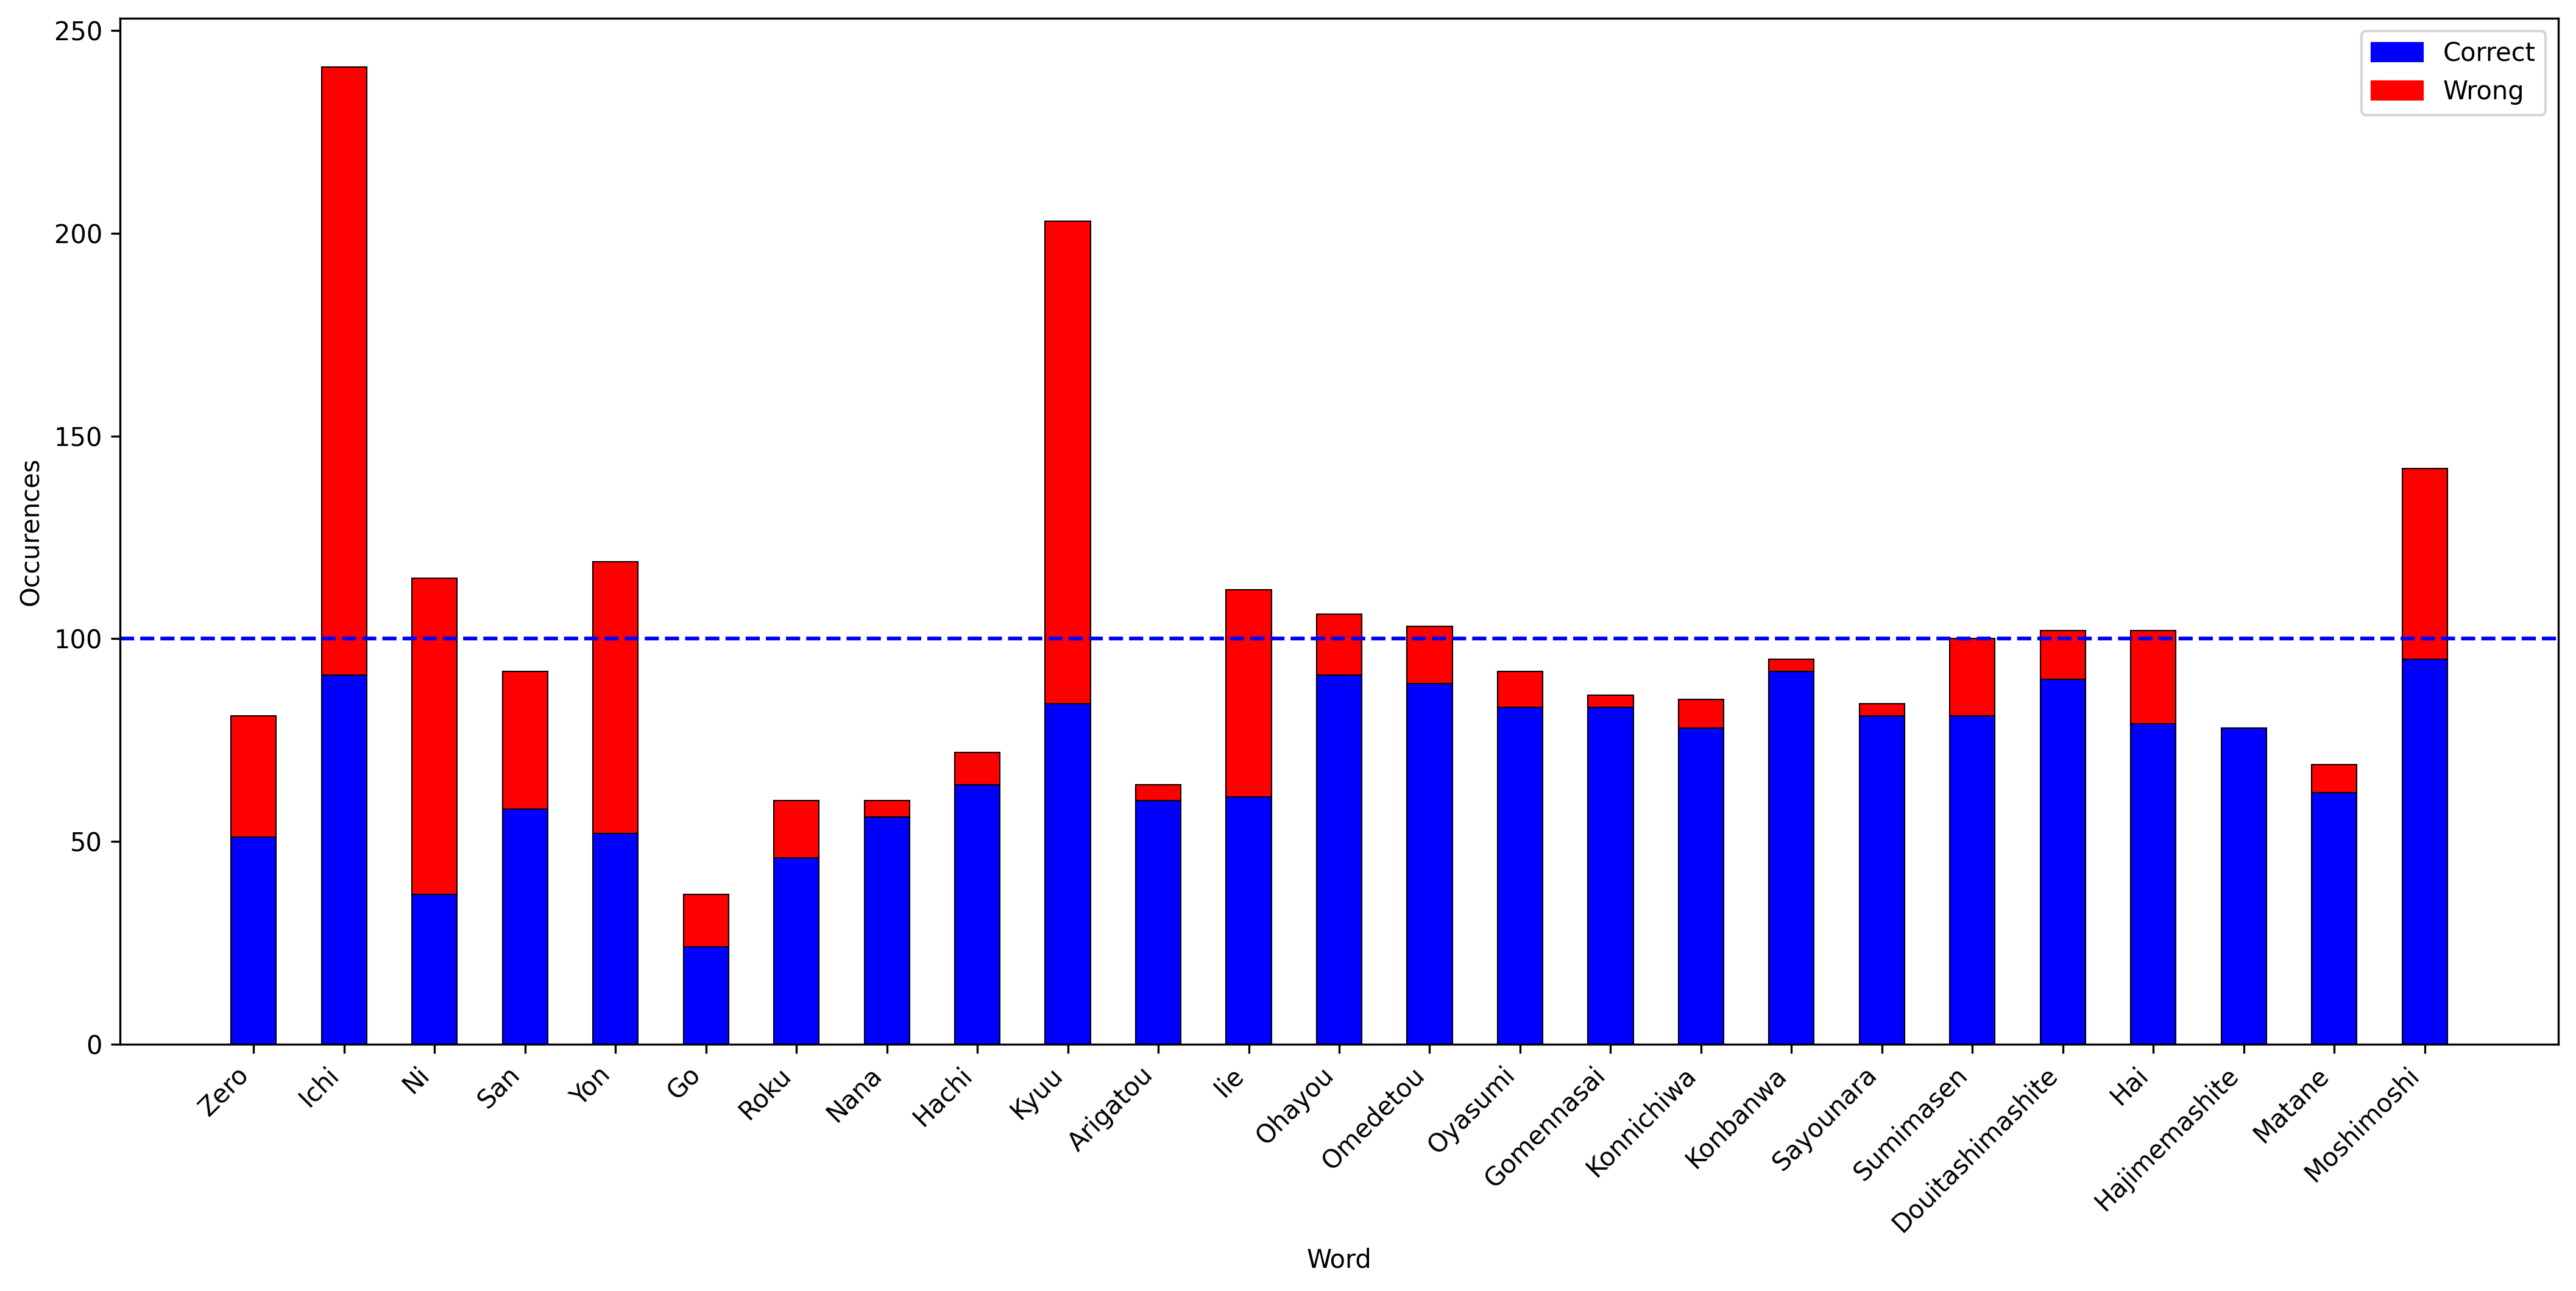 250
200
150
100
50
0
Occurences
Correct
Wrong
Zero
Ichi
Ni
San
Yon
Go
Roku
Nana
Hachi
Kyuu
Arigatou
Iie
Ohayou
Omedetou
Oyasumi
Gomennasai
Konnichiwa
Konbanwa
Sayounara
Sumimasen
Douitashimashite
Hai
Hajimemashite
Matane
Moshimoshi
Word